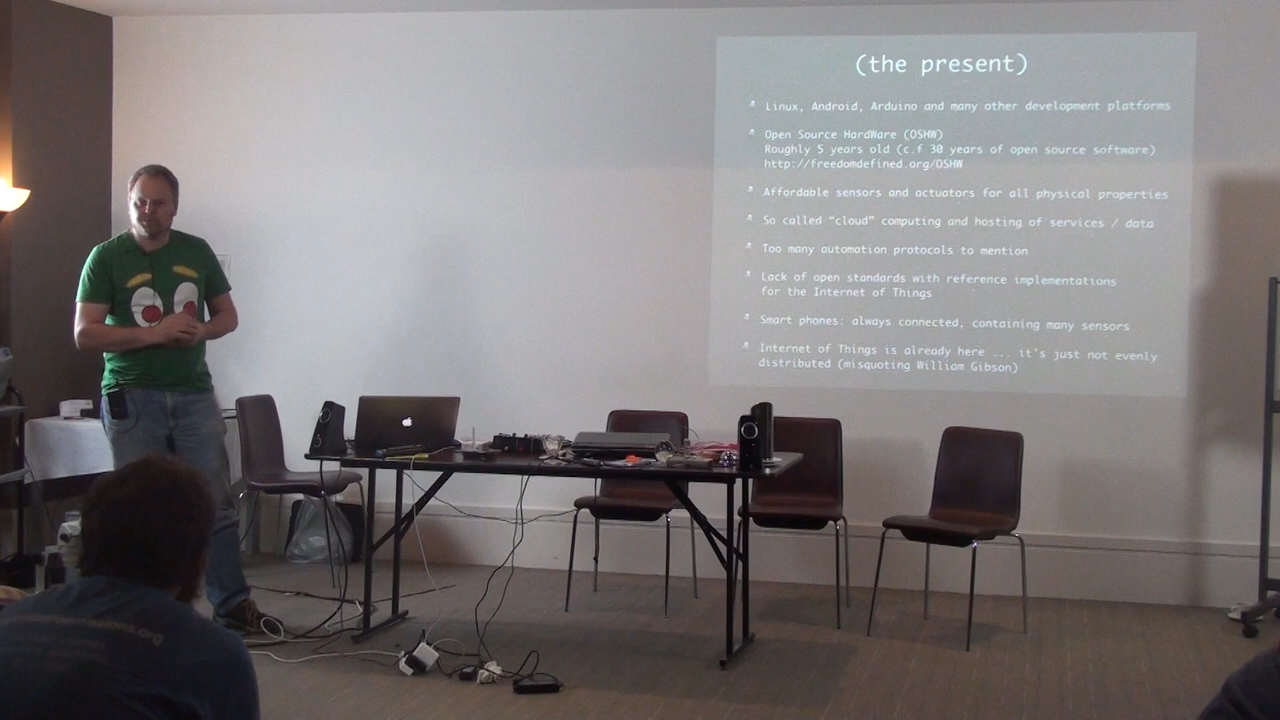 (the present)
Linux, Android, Arduino and many other development platforms
Open Source HardWare (OSHW)
Roughly 5 years old (c.f 30 years of open source software)
http://freedomdefined.org/OSHW
Affordable sensors and actuators for all physical properties
So called "cloud" computing and hosting of services / data
Too many automation protocols to mention
Lack of open standards with reference implementations
for the Internet of Things
Smart phones: always connected, containing many sensors
Internet of Things is already here ... it's just not evenly
distributed (misquoting William Gibson)